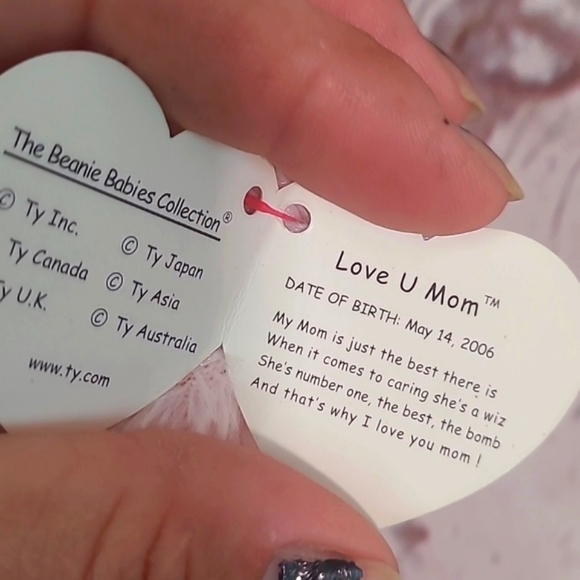 The Beanie Babies Collection®
© Ty Inc.
Ty Canada
Ty U.K.
© Ty Japan
© Ty Asia
© Ty Australia
www.ty.com
Love U Mom™
DATE OF BIRTH: May 14, 2006
My Mom is just the best there is
When it comes to caring she's a wiz
She's number one, the best, the bomb
And that's why I love you mom !